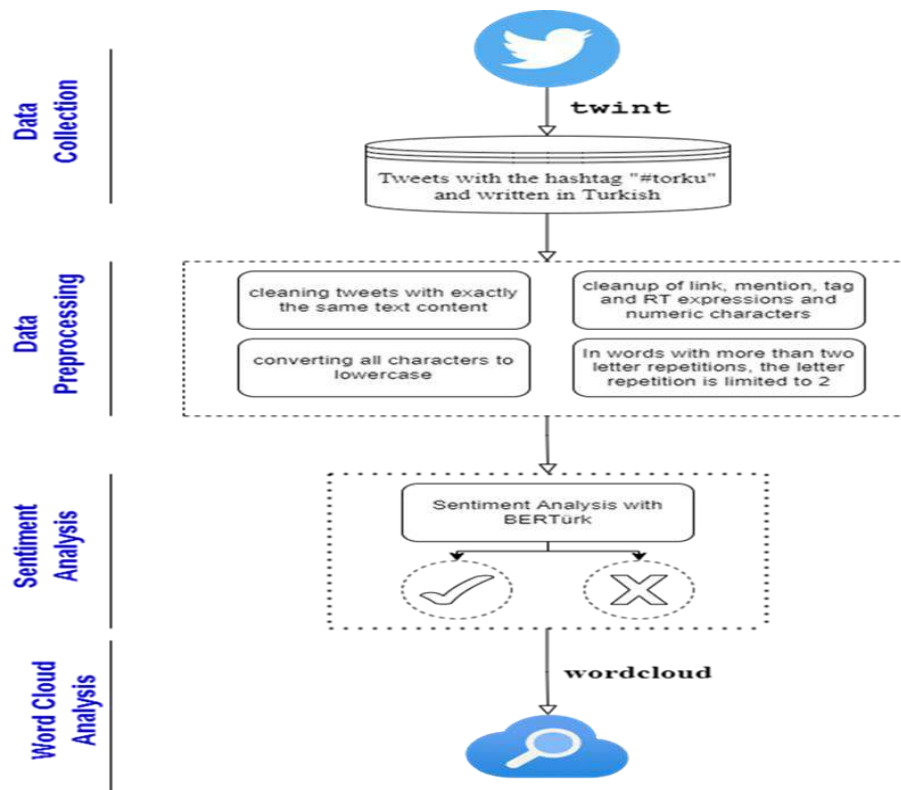 Data
Collection
twint
Tweets with the hashtag "#torku"
and written in Turkish
Data
Preprocessing
cleaning tweets with exactly
the same text content
cleanup of link, mention, tag
and RT expressions and
numeric characters
converting all characters to
lowercase
In words with more than two
letter repetitions, the letter
repetition is limited to 2
Sentiment
Analysis
Sentiment Analysis with
BERTürk
Word Cloud
Analysis
wordcloud